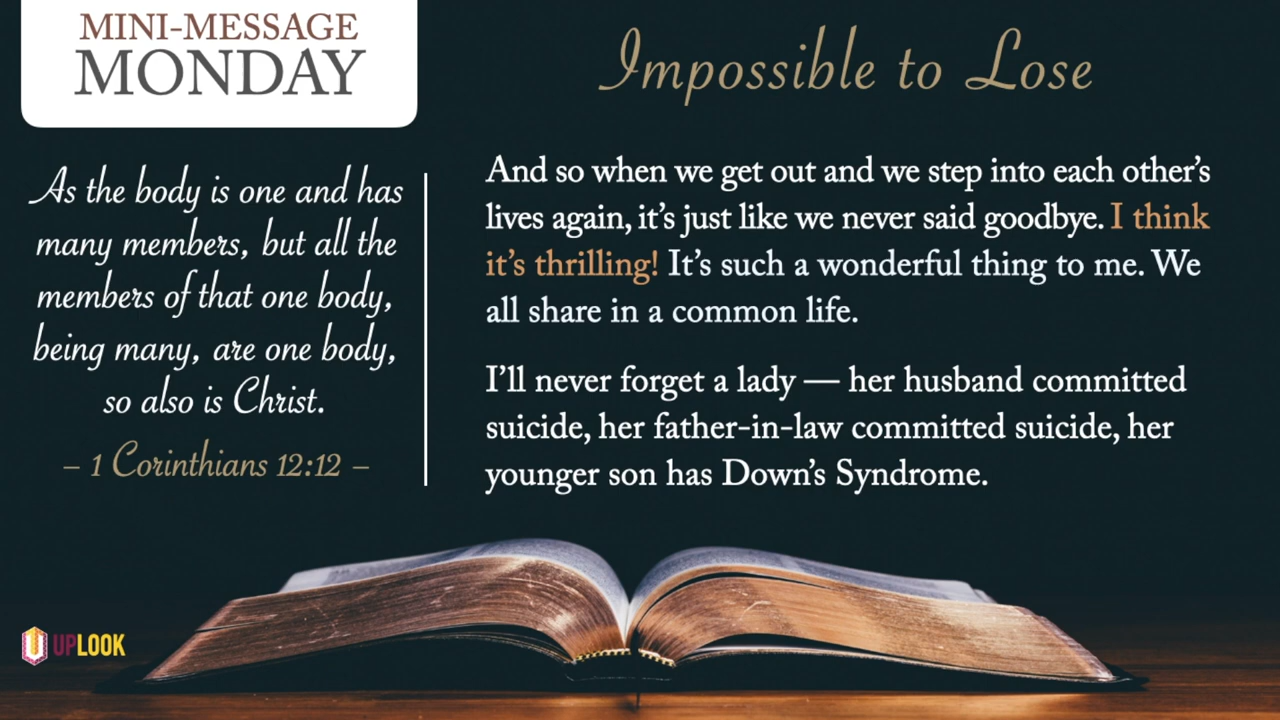 MINI-MESSAGE
MONDAY
Impossible to Lose
As the body is one and has
many members, but all the
members of that one body,
being many, are one body,
so also is Christ.
– 1 Corinthians 12:12 –
And so when we get out and we step into each other’s
lives again, it’s just like we never said goodbye. I think
it’s thrilling! It’s such a wonderful thing to me. We
all share in a common life.
I’ll never forget a lady — her husband committed
suicide, her father-in-law committed suicide, her
younger son has Down’s Syndrome.
UPLOOK